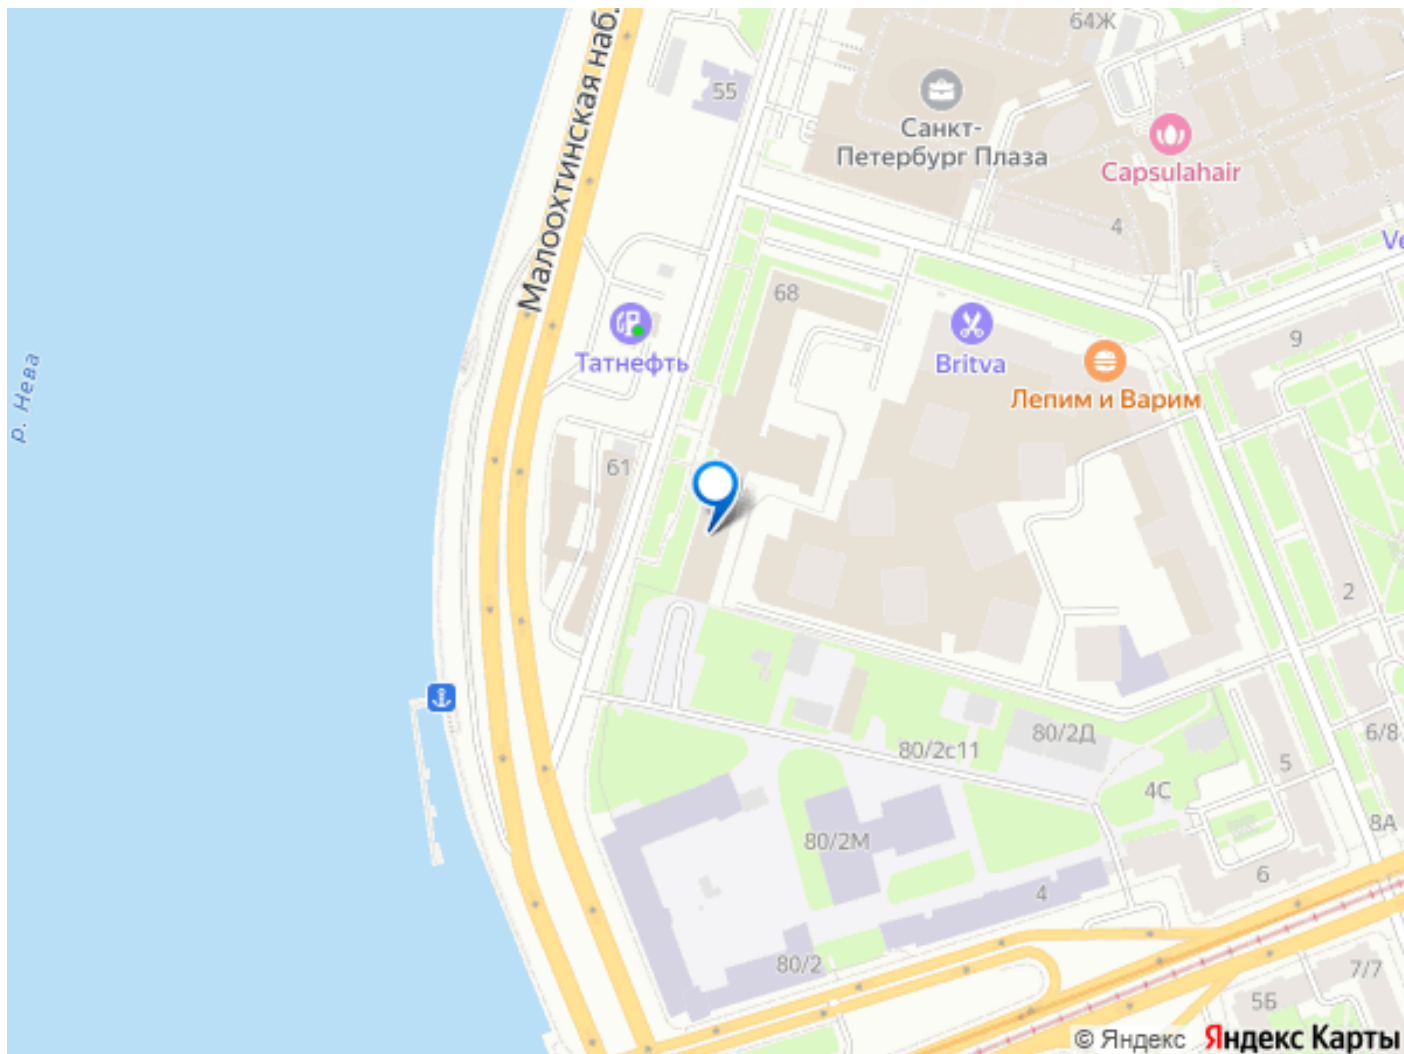 64Ж
55
Малоохтинская наб.
Санкт-
Петербург Плаза
Capsulahair
4
Ve
68
Татнефть
Britva
9
Лепим и Варим
р. Нева
61
2
80/2с11
80/2Д
6/8
5
4С
8А
80/2М
6
4
80/2
7/7
5Б
© Яндекс Яндекс Карты